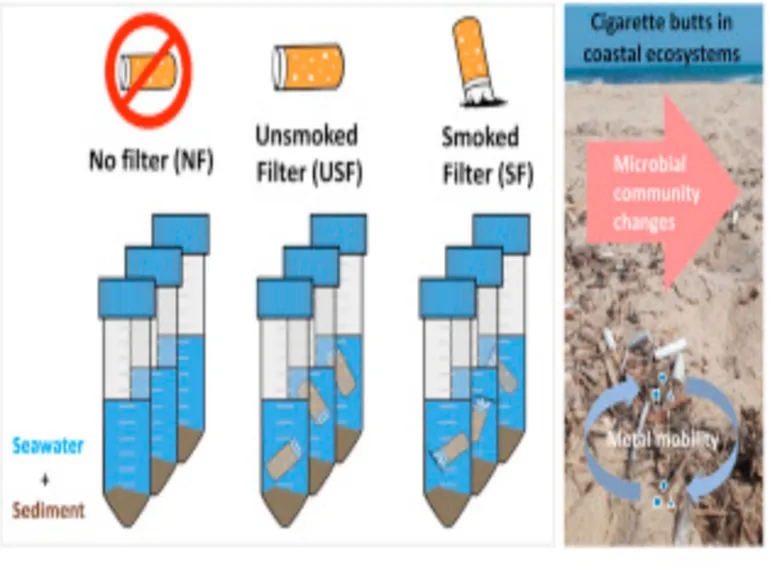 No filter (NF)
Unsmoked
Filter (USF)
Smoked
Filter (SF)
Seawater
+
Sediment
Cigarette butts in
coastal ecosystems
Microbial
community
changes
Metal mobility